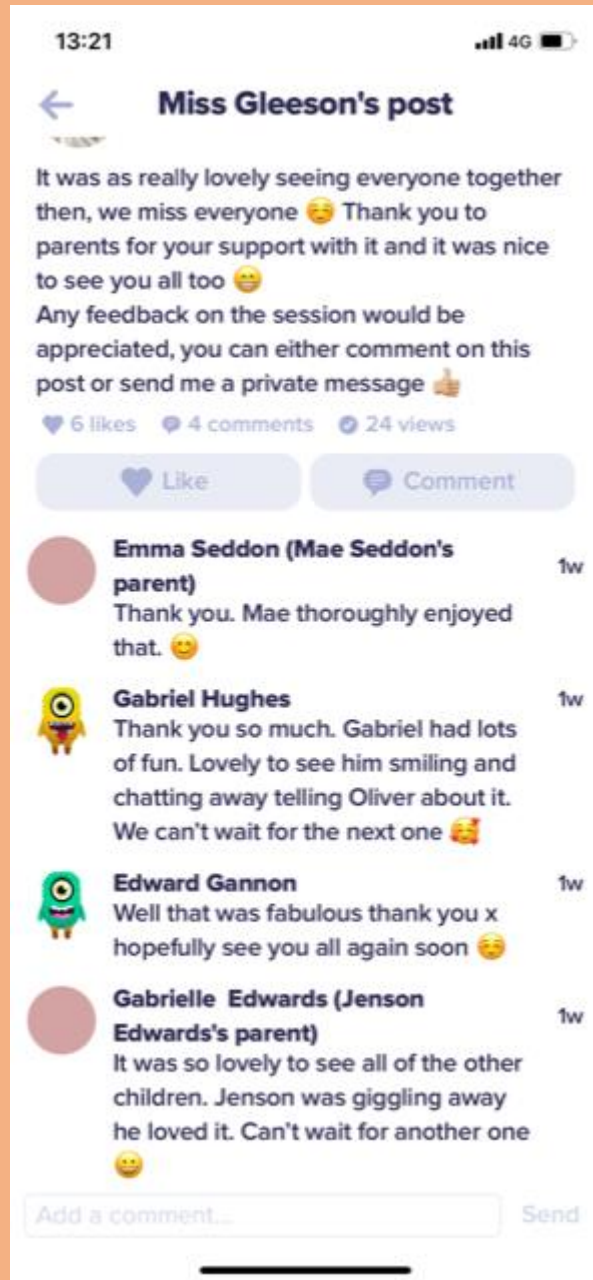 13:21
4G
Miss Gleeson's post
It was as really lovely seeing everyone together
then, we miss everyone ☺️ Thank you to
parents for your support with it and it was nice
to see you all too 😁
Any feedback on the session would be
appreciated, you can either comment on this
post or send me a private message 👍🏼
6 likes 4 comments 24 views
Like Comment
Emma Seddon (Mae Seddon's
parent)
1w
Thank you. Mae thoroughly enjoyed
that. 😊
Gabriel Hughes 1w
Thank you so much. Gabriel had lots
of fun. Lovely to see him smiling and
chatting away telling Oliver about it.
We can't wait for the next one 🥰
Edward Gannon 1w
Well that was fabulous thank you x
hopefully see you all again soon ☺️
Gabrielle Edwards (Jenson
Edwards's parent)
1w
It was so lovely to see all of the other
children. Jenson was giggling away
he loved it. Can't wait for another one
😀
Add a comment... Send